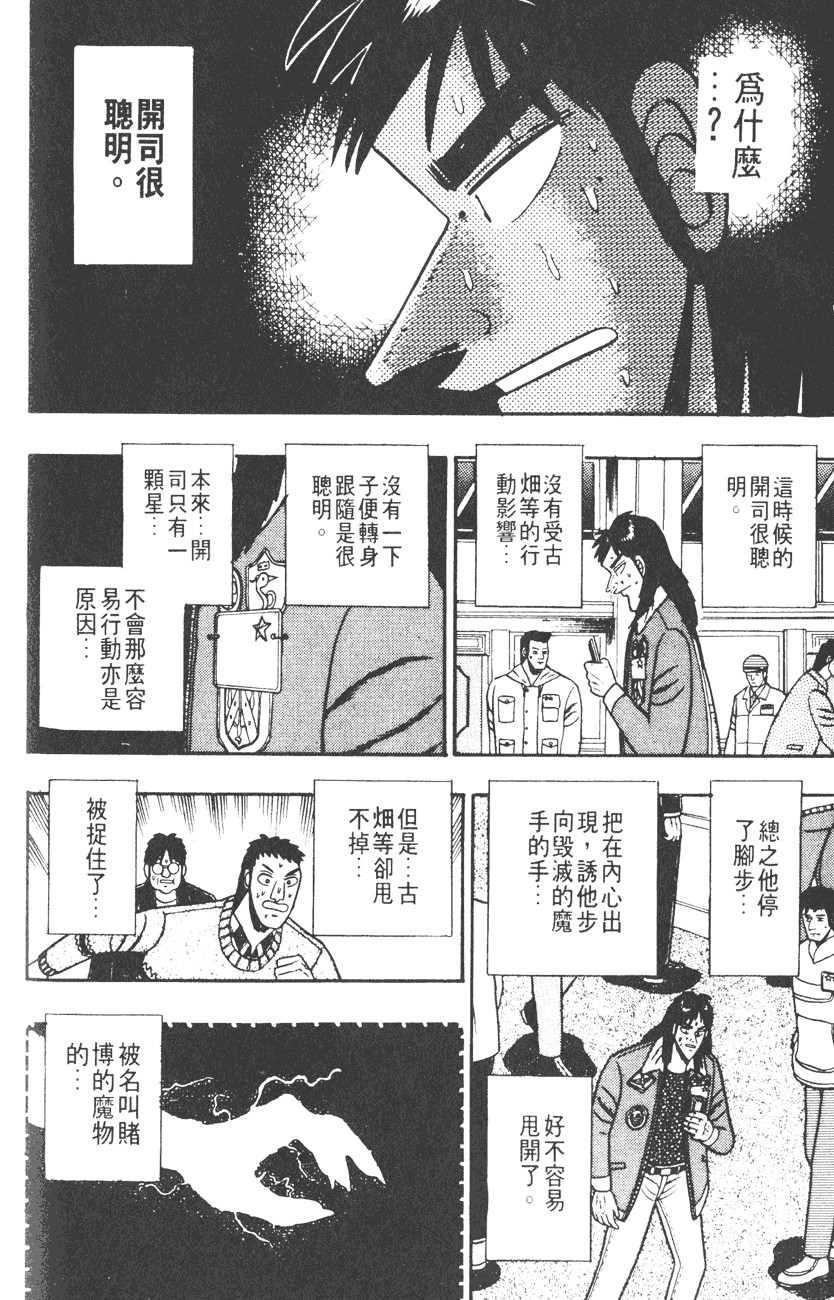 爲什麼
…?
開司很
聰明。
這時候的
開司很聰
明。
沒有受古
畑等的行
動影響…
沒有一下
子便轉身
跟隨是很
聰明。
本來…開
司只有一
顆星…
不會那麼容
易行動亦是
原因…
總之他停
了腳步…
把在內心出
現，誘他步
向毀滅的魔
手的手…
好不容易
甩開了。
但是…古
畑等卻甩
不掉…
被捉住了…
被名叫賭
博的魔物
的…